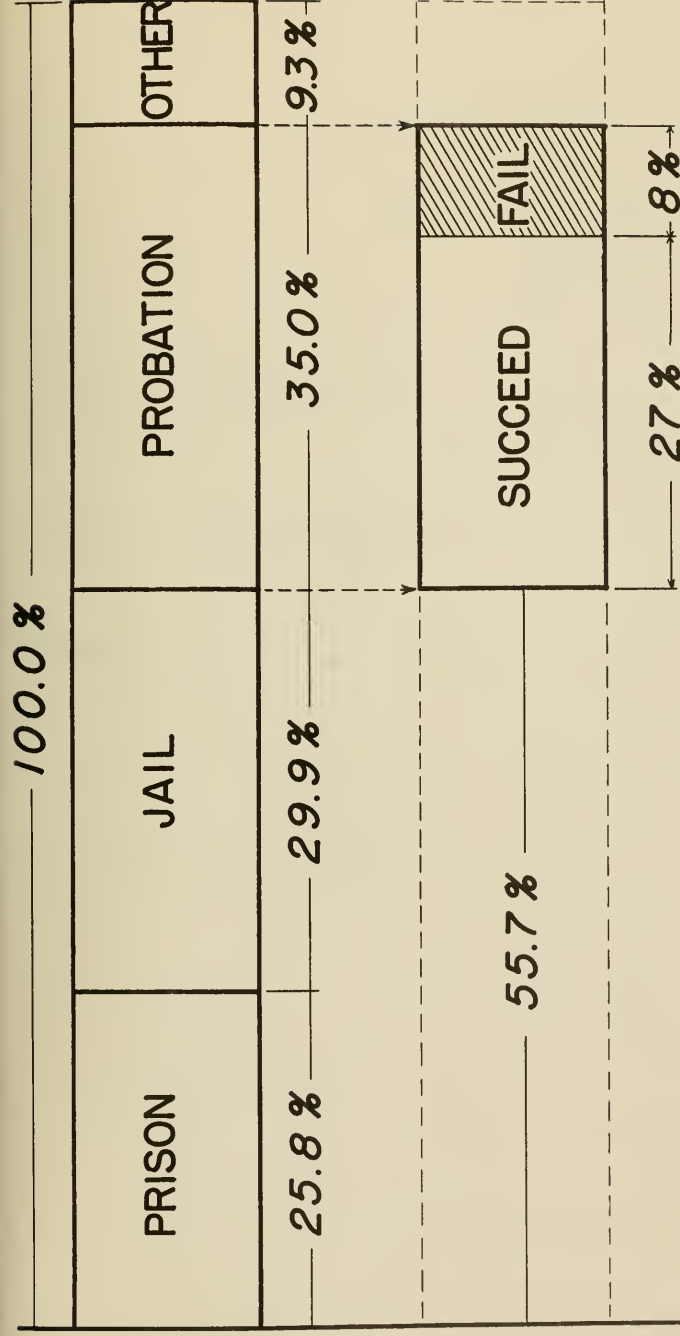 100.0%
PRISON
JAIL
PROBATION
OTHER
25.8%
29.9%
35.0%
9.3%
55.7%
SUCCEED
FAIL
27%
8%